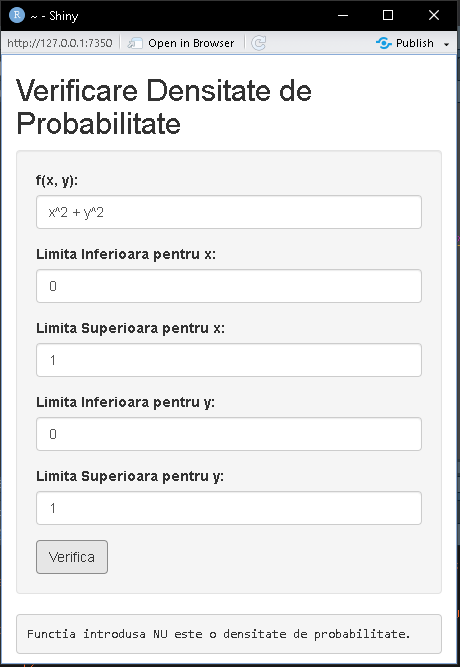 R ~ - Shiny
http://127.0.0.1:7350 Open in Browser Publish
Verificare Densitate de
Probabilitate
f(x, y):
x^2 + y^2
Limita Inferioara pentru x:
0
Limita Superioara pentru x:
1
Limita Inferioara pentru y:
0
Limita Superioara pentru y:
1
Verifica
Functia introdusa NU este o densitate de probabilitate.